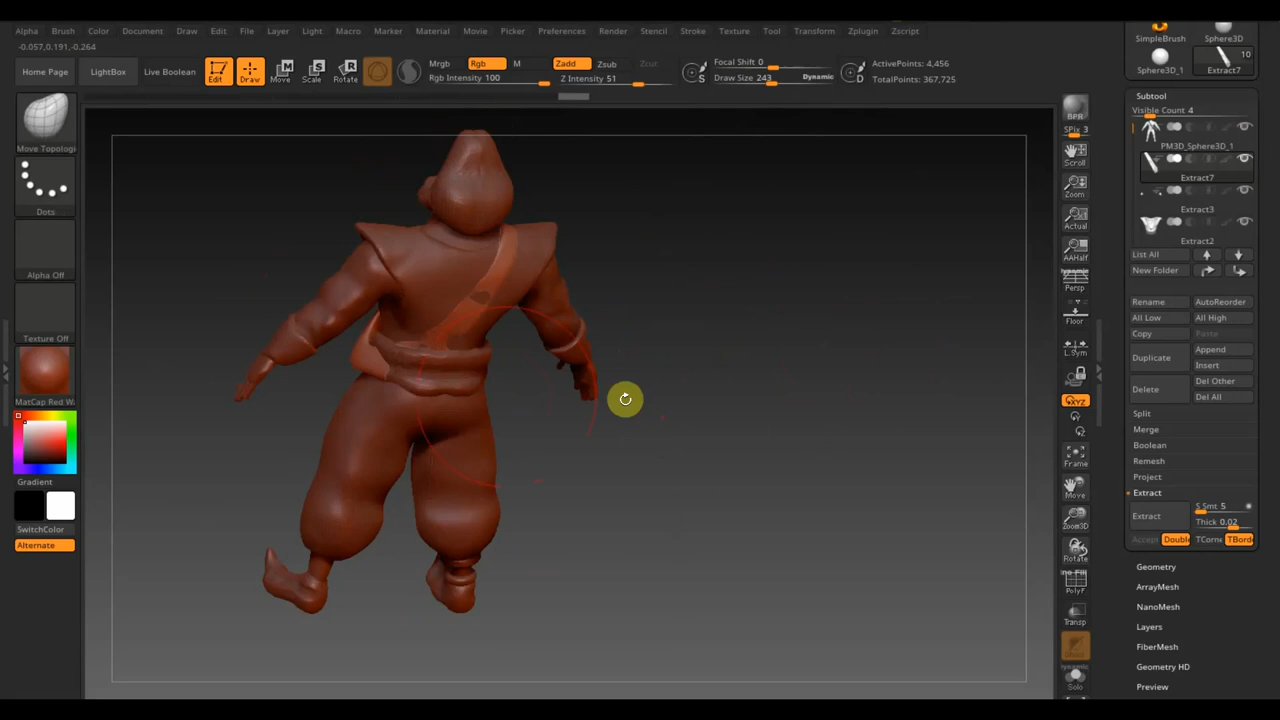 Alpha Brush Color Document Draw Edit File Layer Light Macro Marker Material Movie Picker Preferences Render Stencil Stroke Texture Tool Transform Zplugin Zscript
-0.057,0.191,-0.264
Home Page
LightBox
Live Boolean
Edit
Draw
Move
Scale
Rotate
Mrgb
Rgb
M
Rgb Intensity 100
Zadd
Zsub
Zcut
Z Intensity 51
S
Focal Shift 0
Draw Size 243
Dynamic
D
ActivePoints: 4,456
TotalPoints: 367,725
Move Topologi
Dots
Alpha Off
Texture Off
MatCap Red W
Gradient
SwitchColor
Alternate
BPR
SPix 3
Scroll
Zoom
Actual
AAHalf
Dynamic
Persp
Floor
L.Sym
XYZ
Frame
Move
Zoom3D
Rotate
PolyF
Transp
Dynamic
Solo
SimpleBrush
Sphere3D
Sphere3D_1
10
Extract7
Subtool
Visible Count 4
PM3D_Sphere3D_1
Extract7
Extract3
Extract2
List All
New Folder
Rename
AutoReorder
All Low
All High
Copy
Paste
Duplicate
Append
Insert
Delete
Del Other
Del All
Split
Merge
Boolean
Remesh
Project
Extract
Extract
S Smt 5
Thick 0.02
Accept
Double
TCorne
TBorde
Geometry
ArrayMesh
NanoMesh
Layers
FiberMesh
Geometry HD
Preview